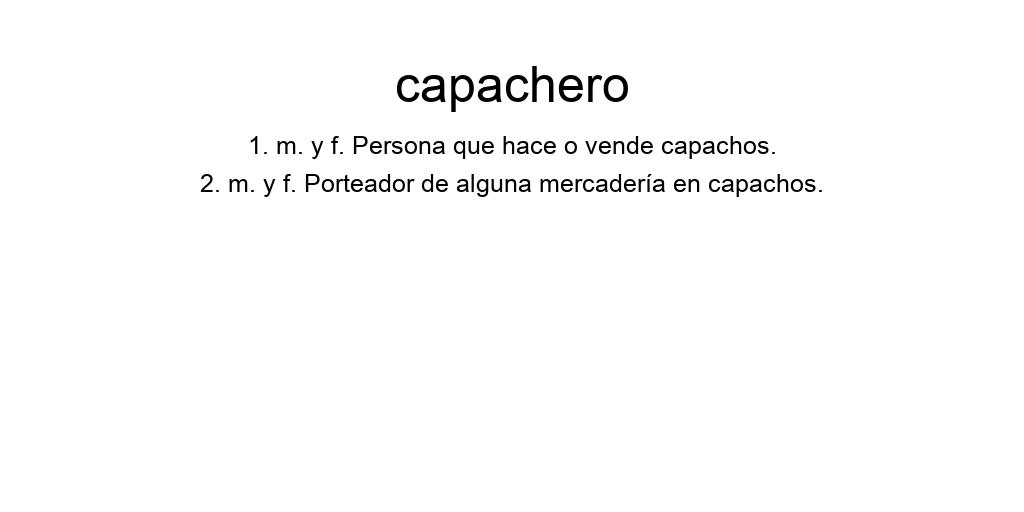 capachero
1. m. y f. Persona que hace o vende capachos.
2. m. y f. Porteador de alguna mercadería en capachos.